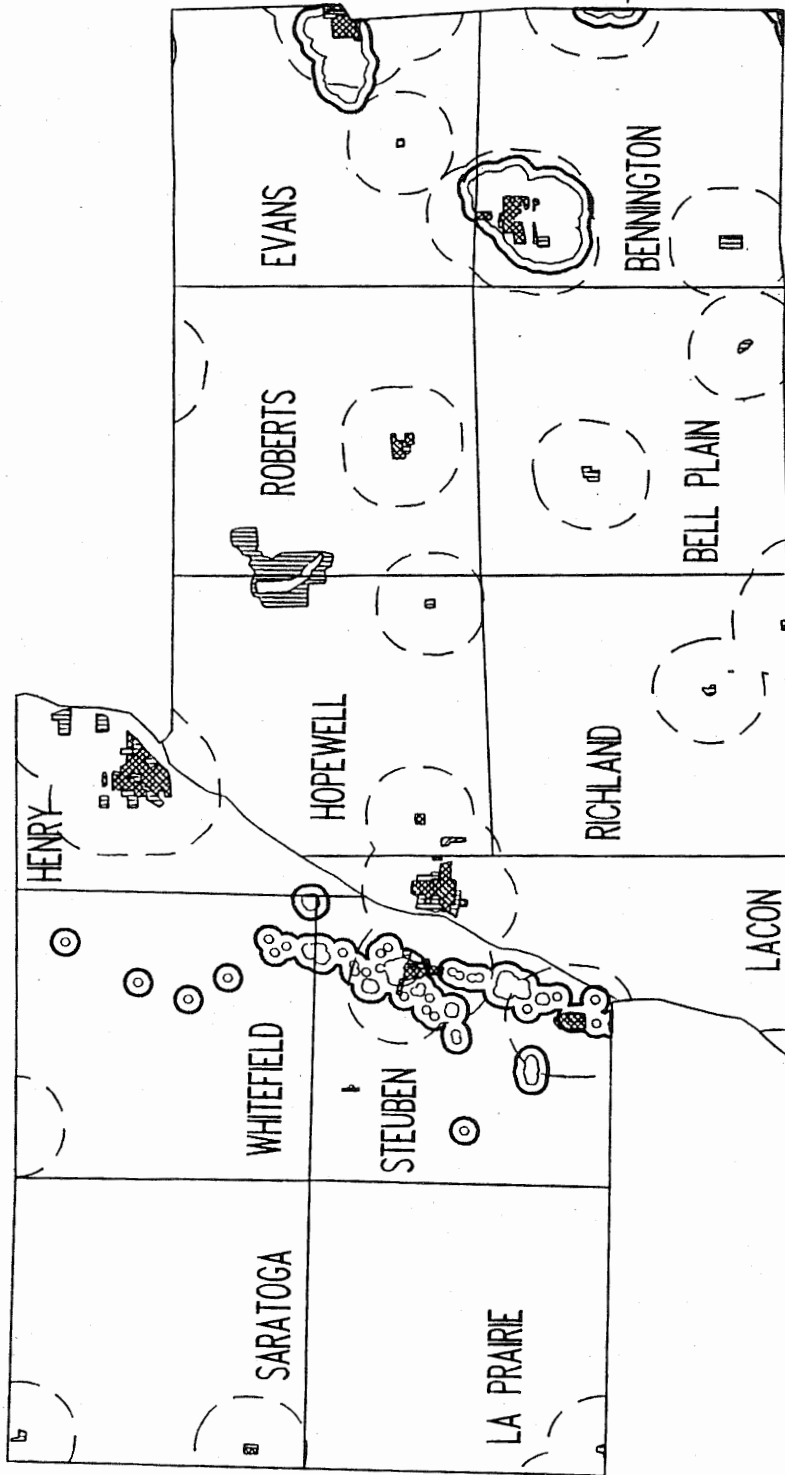 SARATOGA
LA PRAIRIE
WHITEFIELD
STEUBEN
HENRY
HOPEWELL
RICHLAND
LACON
ROBERTS
BELL PLAIN
EVANS
BENNINGTON